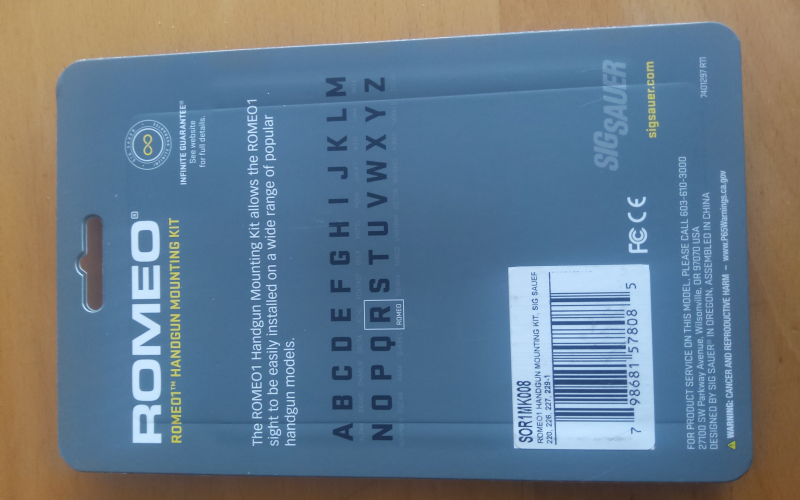 ROMEO®
ROMEO1™ HANDGUN MOUNTING KIT
INFINITE GUARANTEE®
See website
for full details.
The ROMEO1 Handgun Mounting Kit allows the ROMEO1
sight to be easily installed on a wide range of popular
handgun models.
A B C D E F G H I J K L M
N O P Q R S T U V W X Y Z
ROMEO
SOR1MK008
ROMEO1 HANDGUN MOUNTING KIT, SIG SAUER
220, 226, 227, 229-1
7 98681 57808 5
FC CE
SIG SAUER
sigsauer.com
FOR PRODUCT SERVICE ON THIS MODEL, PLEASE CALL 603-610-3000
27700 SW Parkway Avenue, Wilsonville, OR 97070 USA
DESIGNED BY SIG SAUER® IN OREGON, ASSEMBLED IN CHINA
WARNING: CANCER AND REPRODUCTIVE HARM – www.P65Warnings.ca.gov
7401297 R11